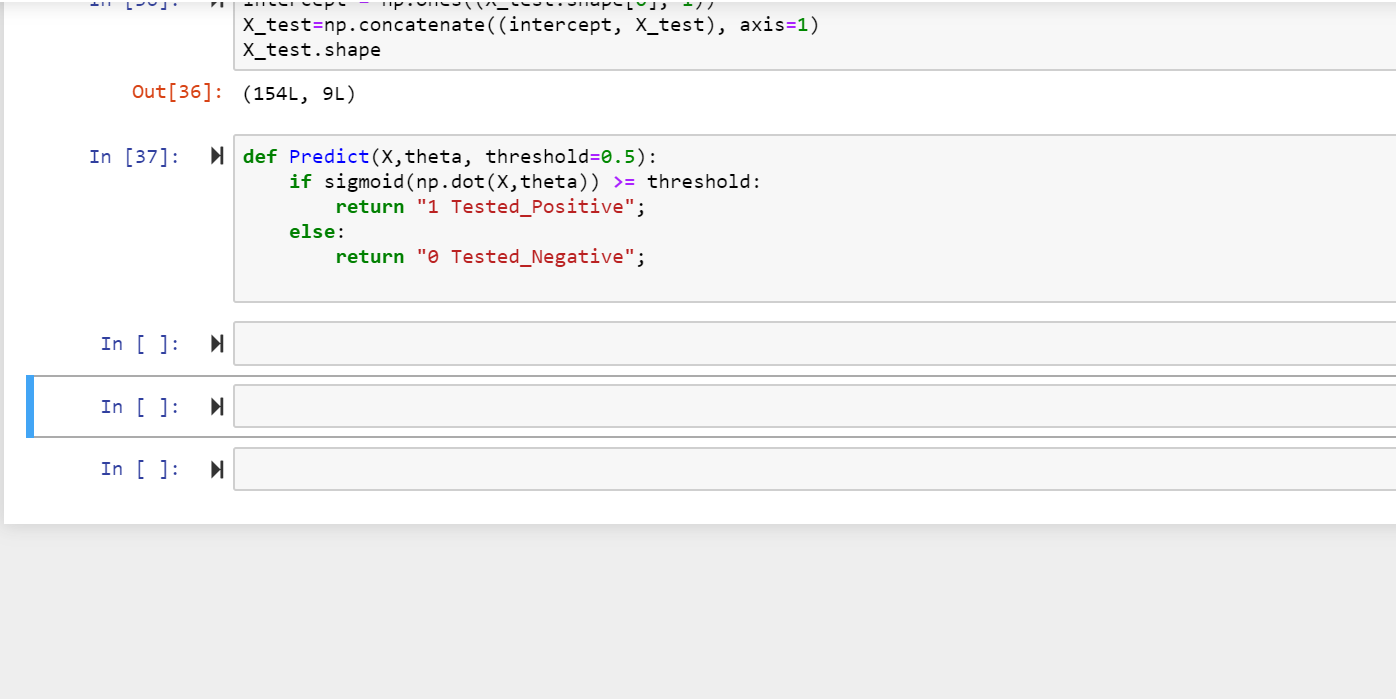 In [36]: intercept = np.ones((X_test.shape[0], 1))
X_test=np.concatenate((intercept, X_test), axis=1)
X_test.shape
Out[36]: (154L, 9L)
In [37]: def Predict(X,theta, threshold=0.5):
if sigmoid(np.dot(X,theta)) >= threshold:
return "1 Tested_Positive";
else:
return "0 Tested_Negative";
In [ ]:
In [ ]:
In [ ]: